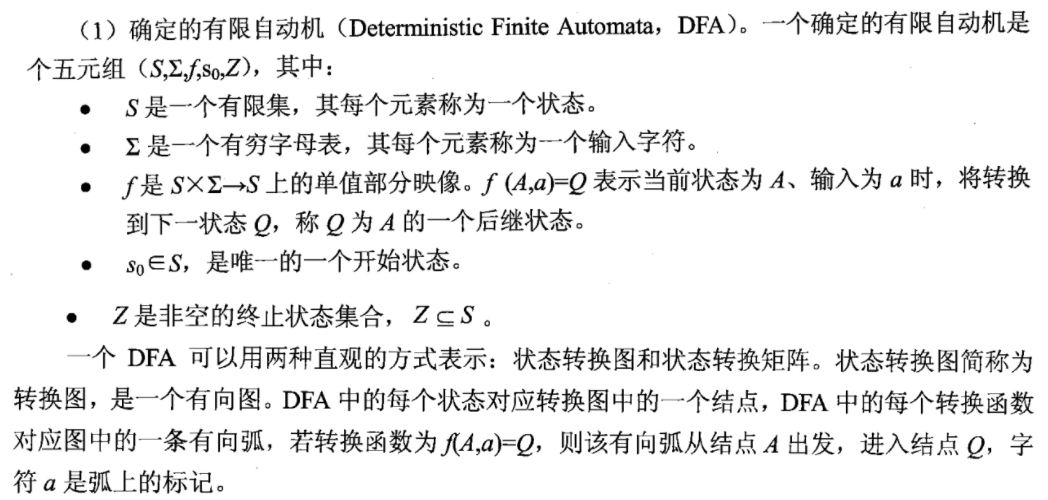 （1）确定的有限自动机（Deterministic Finite Automata，DFA）。一个确定的有限自动机是
个五元组（S,Σ,f,s₀,Z），其中：
● S 是一个有限集，其每个元素称为一个状态。
● Σ 是一个有穷字母表，其每个元素称为一个输入字符。
● f 是 S×Σ→S 上的单值部分映像。f (A,a)=Q 表示当前状态为 A、输入为 a 时，将转换
到下一状态 Q，称 Q 为 A 的一个后继状态。
● s₀∈S，是唯一的一个开始状态。
● Z 是非空的终止状态集合，Z⊆S 。
一个 DFA 可以用两种直观的方式表示：状态转换图和状态转换矩阵。状态转换图简称为
转换图，是一个有向图。DFA 中的每个状态对应转换图中的一个结点，DFA 中的每个转换函数
对应图中的一条有向弧，若转换函数为 f(A,a)=Q，则该有向弧从结点 A 出发，进入结点 Q，字
符 a 是弧上的标记。